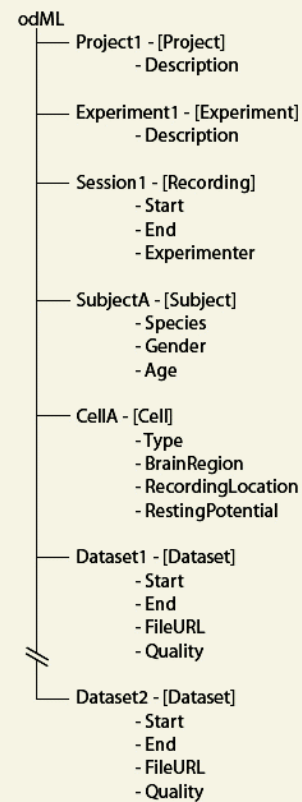 odML
Project1 - [Project]
- Description
Experiment1 - [Experiment]
- Description
Session1 - [Recording]
- Start
- End
- Experimenter
SubjectA - [Subject]
- Species
- Gender
- Age
CellA - [Cell]
- Type
- BrainRegion
- RecordingLocation
- RestingPotential
Dataset1 - [Dataset]
- Start
- End
- FileURL
- Quality
Dataset2 - [Dataset]
- Start
- End
- FileURL
- Quality